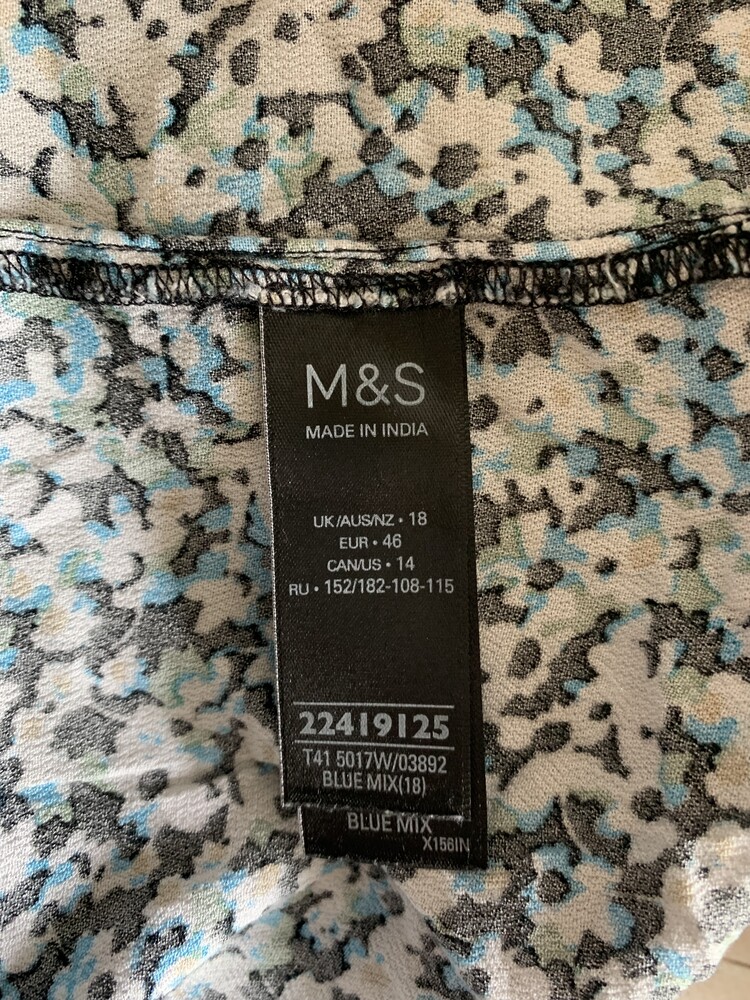 M&S
MADE IN INDIA
UK/AUS/NZ • 18
EUR • 46
CAN/US • 14
RU • 152/182-108-115
22419125
T41 5017W/03892
BLUE MIX(18)
BLUE MIX
X156IN